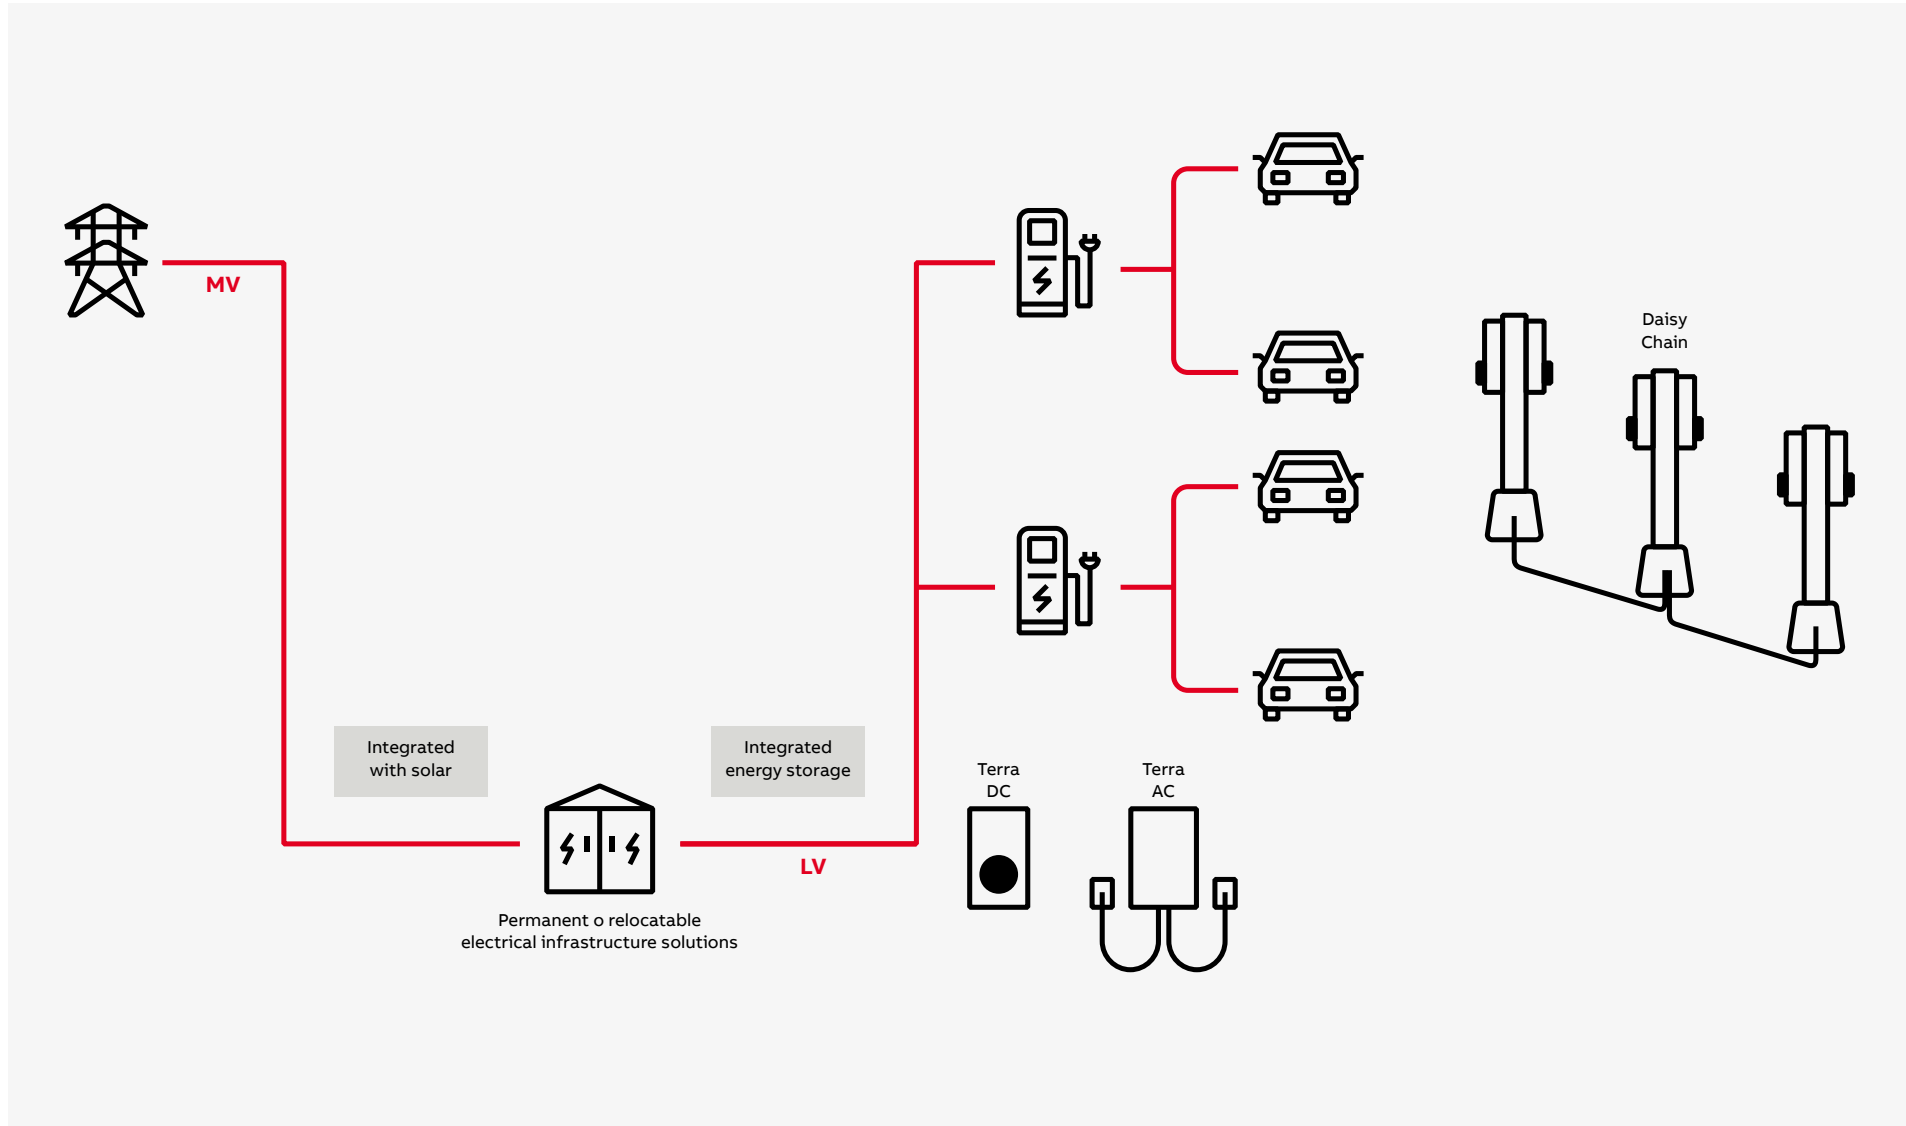 MV
Daisy
Chain
Integrated
with solar
Integrated
energy storage
Terra
DC
Terra
AC
LV
Permanent o relocatable
electrical infrastructure solutions